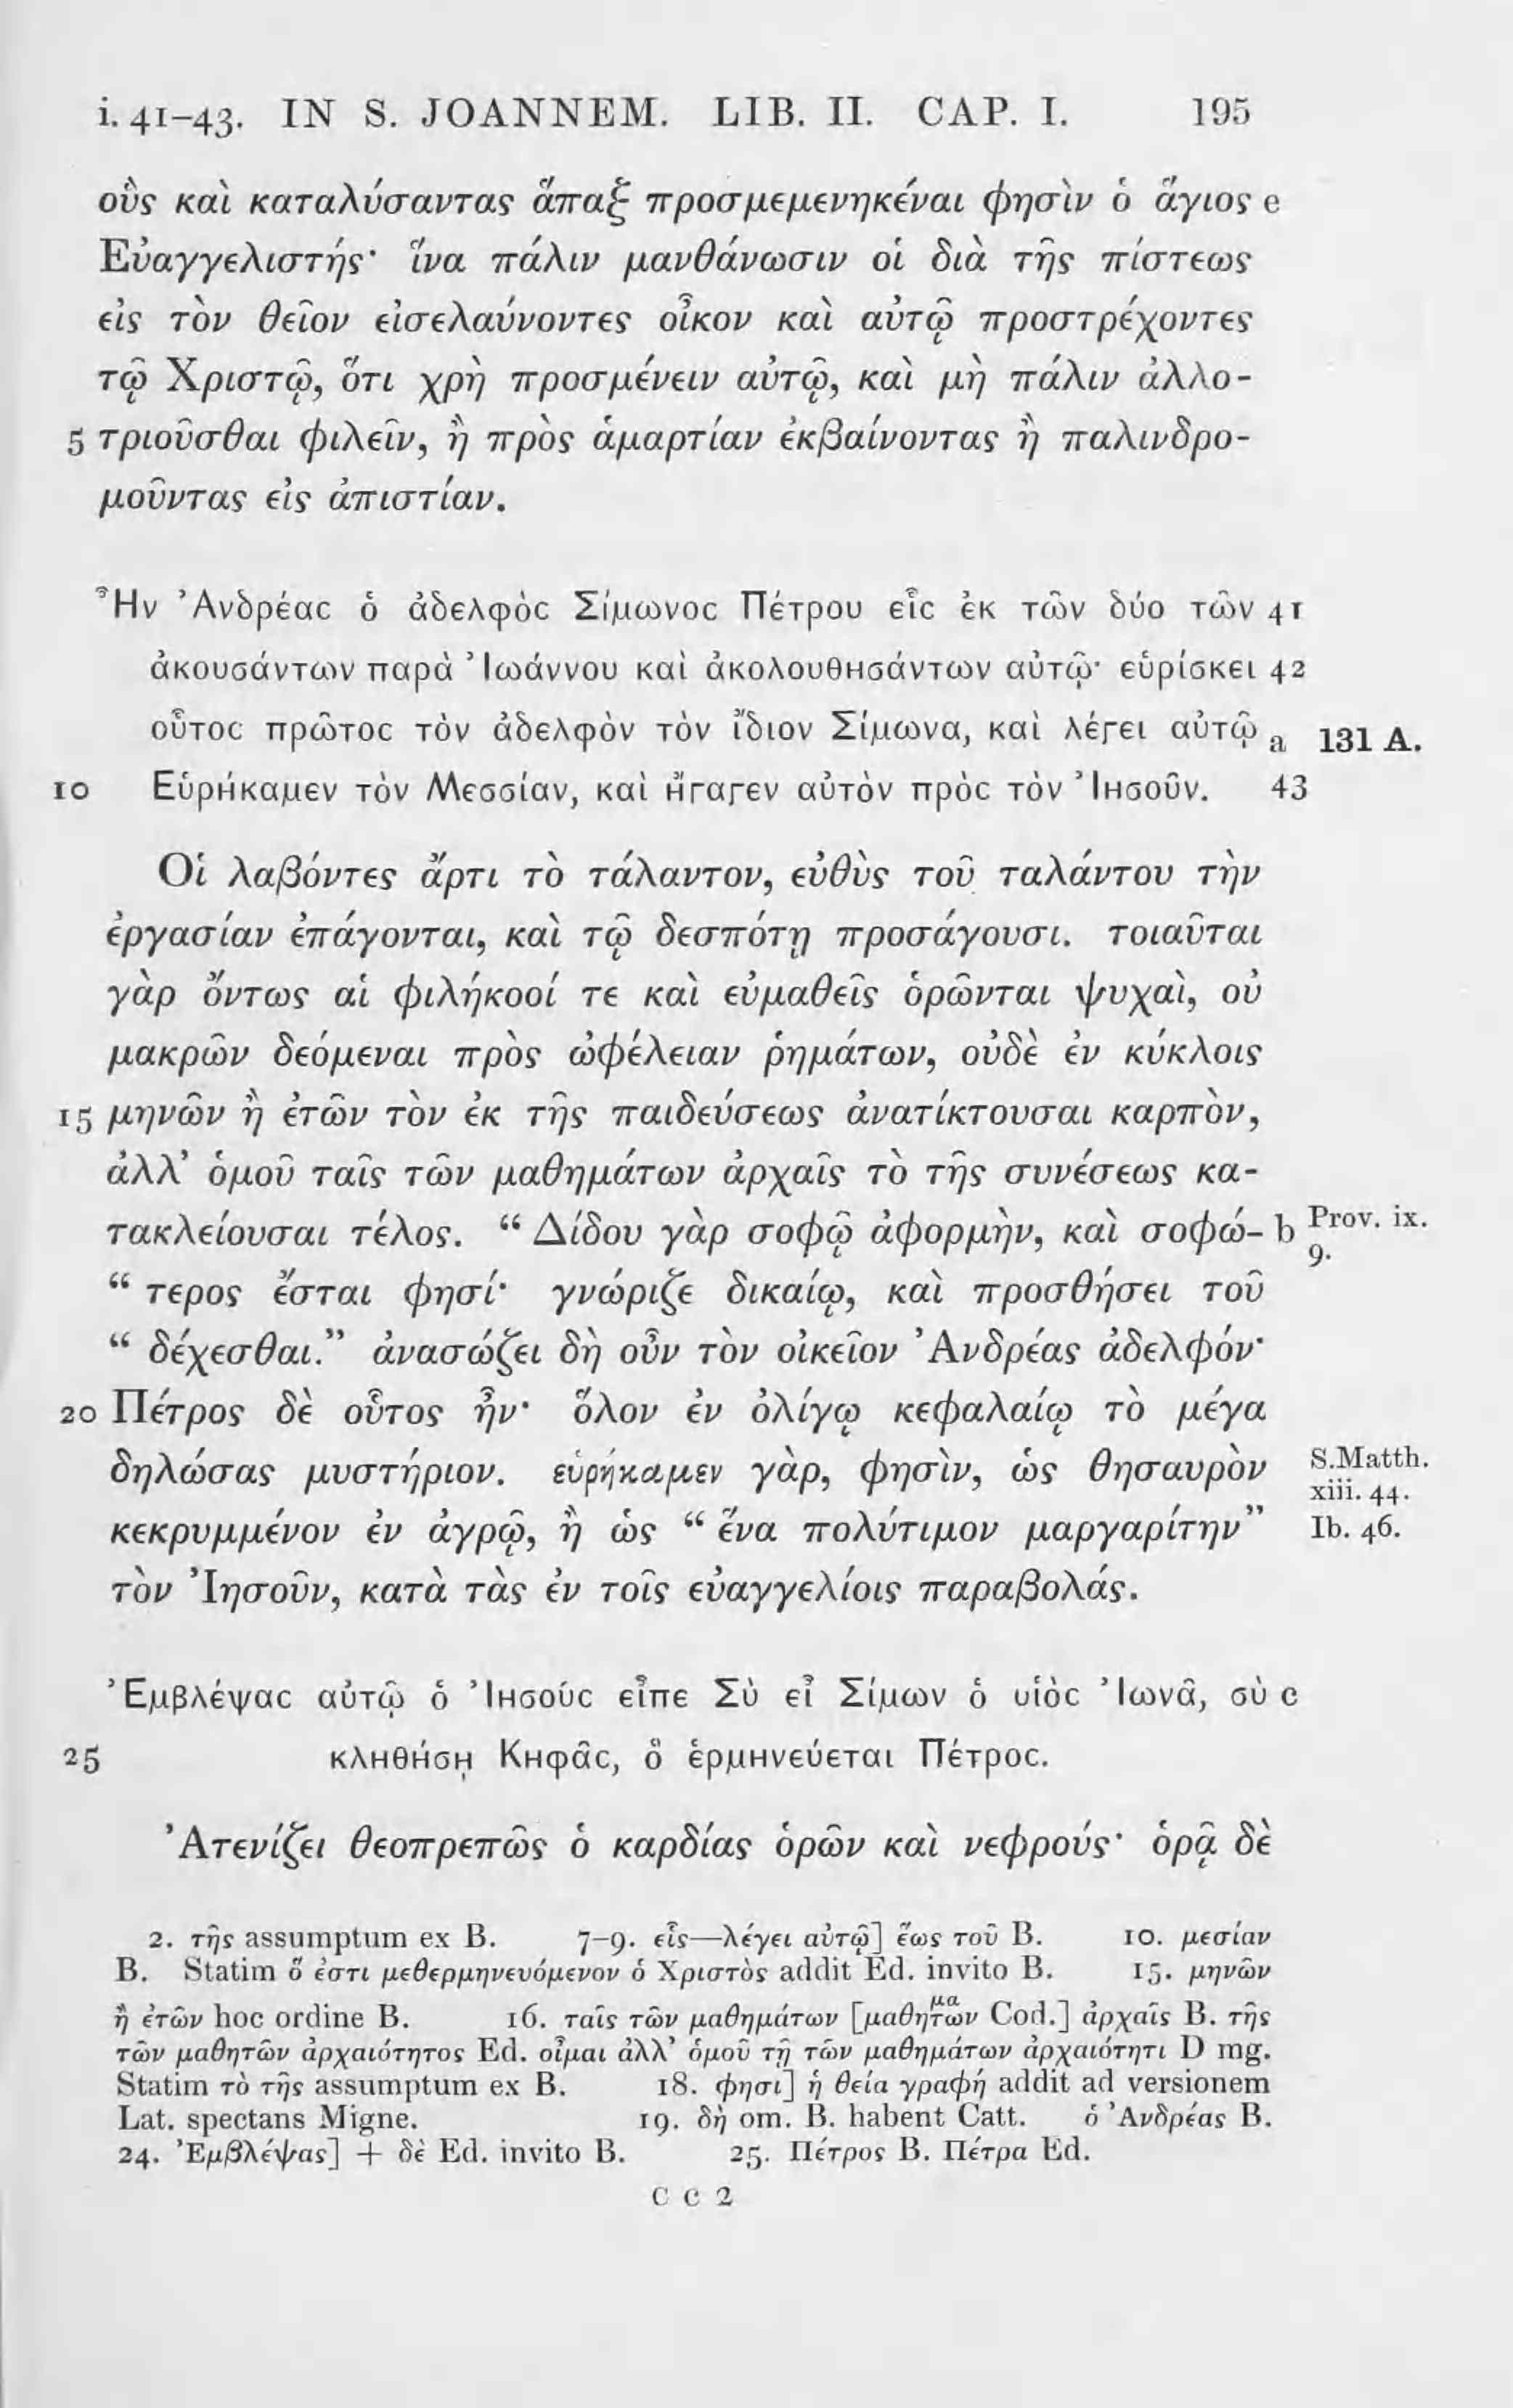 i. 41–43. IN S. JOANNEM. LIB. II. CAP. I. 195
οὓς καὶ καταλύσαντας ἅπαξ προσμεμενηκέναι φησὶν ὁ ἅγιος e
Εὐαγγελιστής· ἵνα πάλιν μανθάνωσιν οἱ διὰ τῆς πίστεως
εἰς τὸν θεῖον εἰσελαύνοντες οἶκον καὶ αὐτῷ προστρέχοντες
τῷ Χριστῷ, ὅτι χρὴ προσμένειν αὐτῷ, καὶ μὴ πάλιν ἀλλο-
5 τριοῦσθαι φιλεῖν, ἢ πρὸς ἁμαρτίαν ἐκβαίνοντας ἢ παλινδρο-
μοῦντας εἰς ἀπιστίαν.
Ἦν Ἀνδρέας ὁ ἀδελφὸς Σίμωνος Πέτρου εἷς ἐκ τῶν δύο τῶν 41
ἀκουσάντων παρὰ Ἰωάννου καὶ ἀκολουθησάντων αὐτῷ· εὑρίσκει 42
οὗτος πρῶτος τὸν ἀδελφὸν τὸν ἴδιον Σίμωνα, καὶ λέγει αὐτῷ a 131 A.
10 Εὑρήκαμεν τὸν Μεσσίαν, καὶ ἤγαγεν αὐτὸν πρὸς τὸν Ἰησοῦν. 43
Οἱ λαβόντες ἄρτι τὸ τάλαντον, εὐθὺς τοῦ ταλάντου τὴν
ἐργασίαν ἐπάγονται, καὶ τῷ δεσπότῃ προσάγουσι. τοιαῦται
γὰρ ὄντως αἱ φιλήκοοί τε καὶ εὐμαθεῖς ὁρῶνται ψυχαὶ, οὐ
μακρῶν δεόμεναι πρὸς ὠφέλειαν ῥημάτων, οὐδὲ ἐν κύκλοις
15 μηνῶν ἢ ἐτῶν τὸν ἐκ τῆς παιδεύσεως ἀνατίκτουσαι καρπὸν,
ἀλλ’ ὁμοῦ ταῖς τῶν μαθημάτων ἀρχαῖς τὸ τῆς συνέσεως κα-
τακλείουσαι τέλος. “ Δίδου γὰρ σοφῷ ἀφορμὴν, καὶ σοφώ- b Prov. ix. 9.
“ τερος ἔσται φησί· γνώριζε δικαίῳ, καὶ προσθήσει τοῦ
“ δέχεσθαι.” ἀνασώζει δὴ οὖν τὸν οἰκεῖον Ἀνδρέας ἀδελφόν·
20 Πέτρος δὲ οὗτος ἦν· ὅλον ἐν ὀλίγῳ κεφαλαίῳ τὸ μέγα
δηλώσας μυστήριον. εὑρήκαμεν γὰρ, φησὶν, ὡς θησαυρὸν S.Matth. xiii. 44.
κεκρυμμένον ἐν ἀγρῷ, ἢ ὡς “ ἕνα πολύτιμον μαργαρίτην” Ib. 46.
τὸν Ἰησοῦν, κατὰ τὰς ἐν τοῖς εὐαγγελίοις παραβολάς.
Ἐμβλέψας αὐτῷ ὁ Ἰησοῦς εἶπε Σὺ εἶ Σίμων ὁ υἱὸς Ἰωνᾶ, σὺ c
25 κληθήσῃ Κηφᾶς, ὃ ἑρμηνεύεται Πέτρος.
Ἀτενίζει θεοπρεπῶς ὁ καρδίας ὁρῶν καὶ νεφρούς· ὁρᾷ δὲ
2. τῆς assumptum ex B. 7–9. εἷς—λέγει αὐτῷ] ἕως τοῦ B. 10. μεσίαν
B. Statim ὅ ἐστι μεθερμηνευόμενον ὁ Χριστὸς addit Ed. invito B. 15. μηνῶν
ἢ ἐτῶν hoc ordine B. 16. ταῖς τῶν μαθημάτων [μαθητῶν μα Cod.] ἀρχαῖς B. τῆς
τῶν μαθητῶν ἀρχαιότητος Ed. οἶμαι ἀλλ’ ὁμοῦ τῇ τῶν μαθημάτων ἀρχαιότητι D mg.
Statim τὸ τῆς assumptum ex B. 18. φησι] ἡ θεία γραφή addit ad versionem
Lat. spectans Migne. 19. δὴ om. B. habent Catt. ὁ Ἀνδρέας B.
24. Ἐμβλέψας] + δὲ Ed. invito B. 25. Πέτρος B. Πέτρα Ed.
C c 2